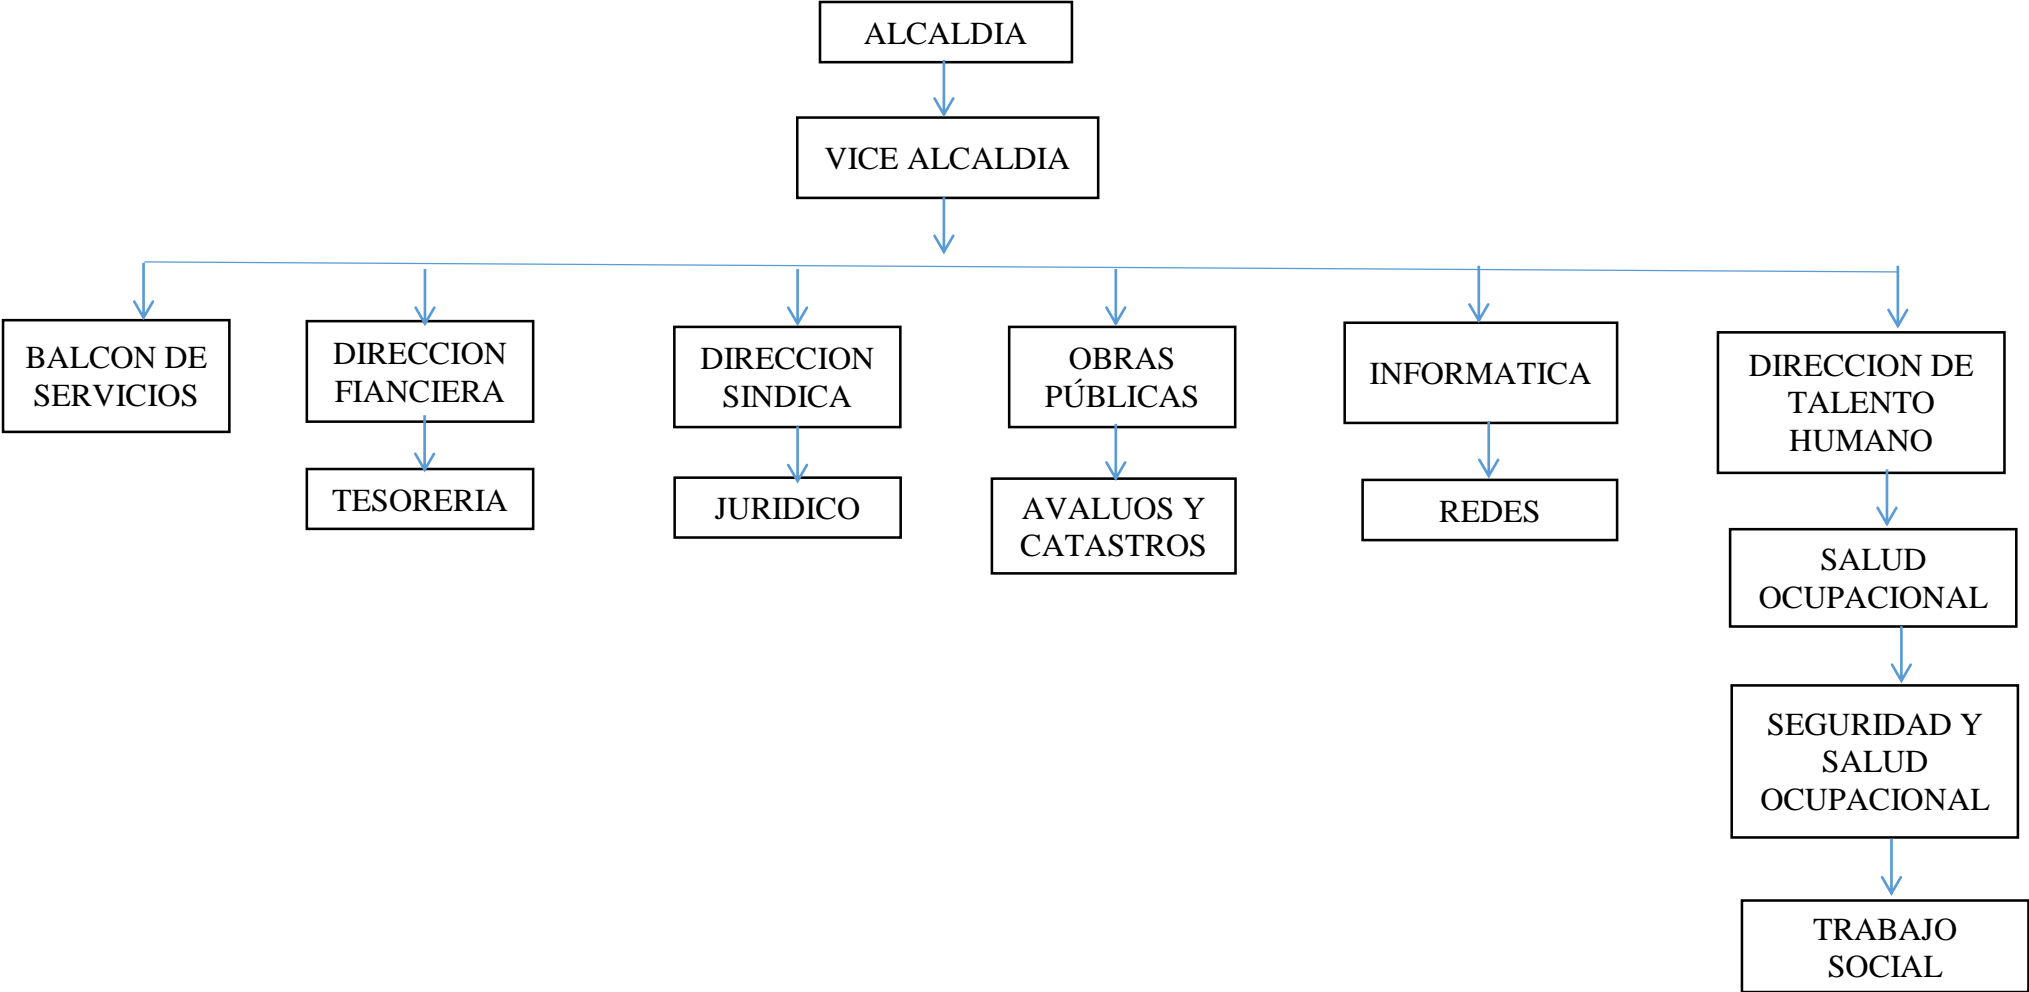 ALCALDIA
VICE ALCALDIA
BALCON DE
SERVICIOS
DIRECCION
FIANCIERA
DIRECCION
SINDICA
OBRAS
PÚBLICAS
INFORMATICA
DIRECCION DE
TALENTO
HUMANO
TESORERIA
JURIDICO
AVALUOS Y
CATASTROS
REDES
SALUD
OCUPACIONAL
SEGURIDAD Y
SALUD
OCUPACIONAL
TRABAJO
SOCIAL